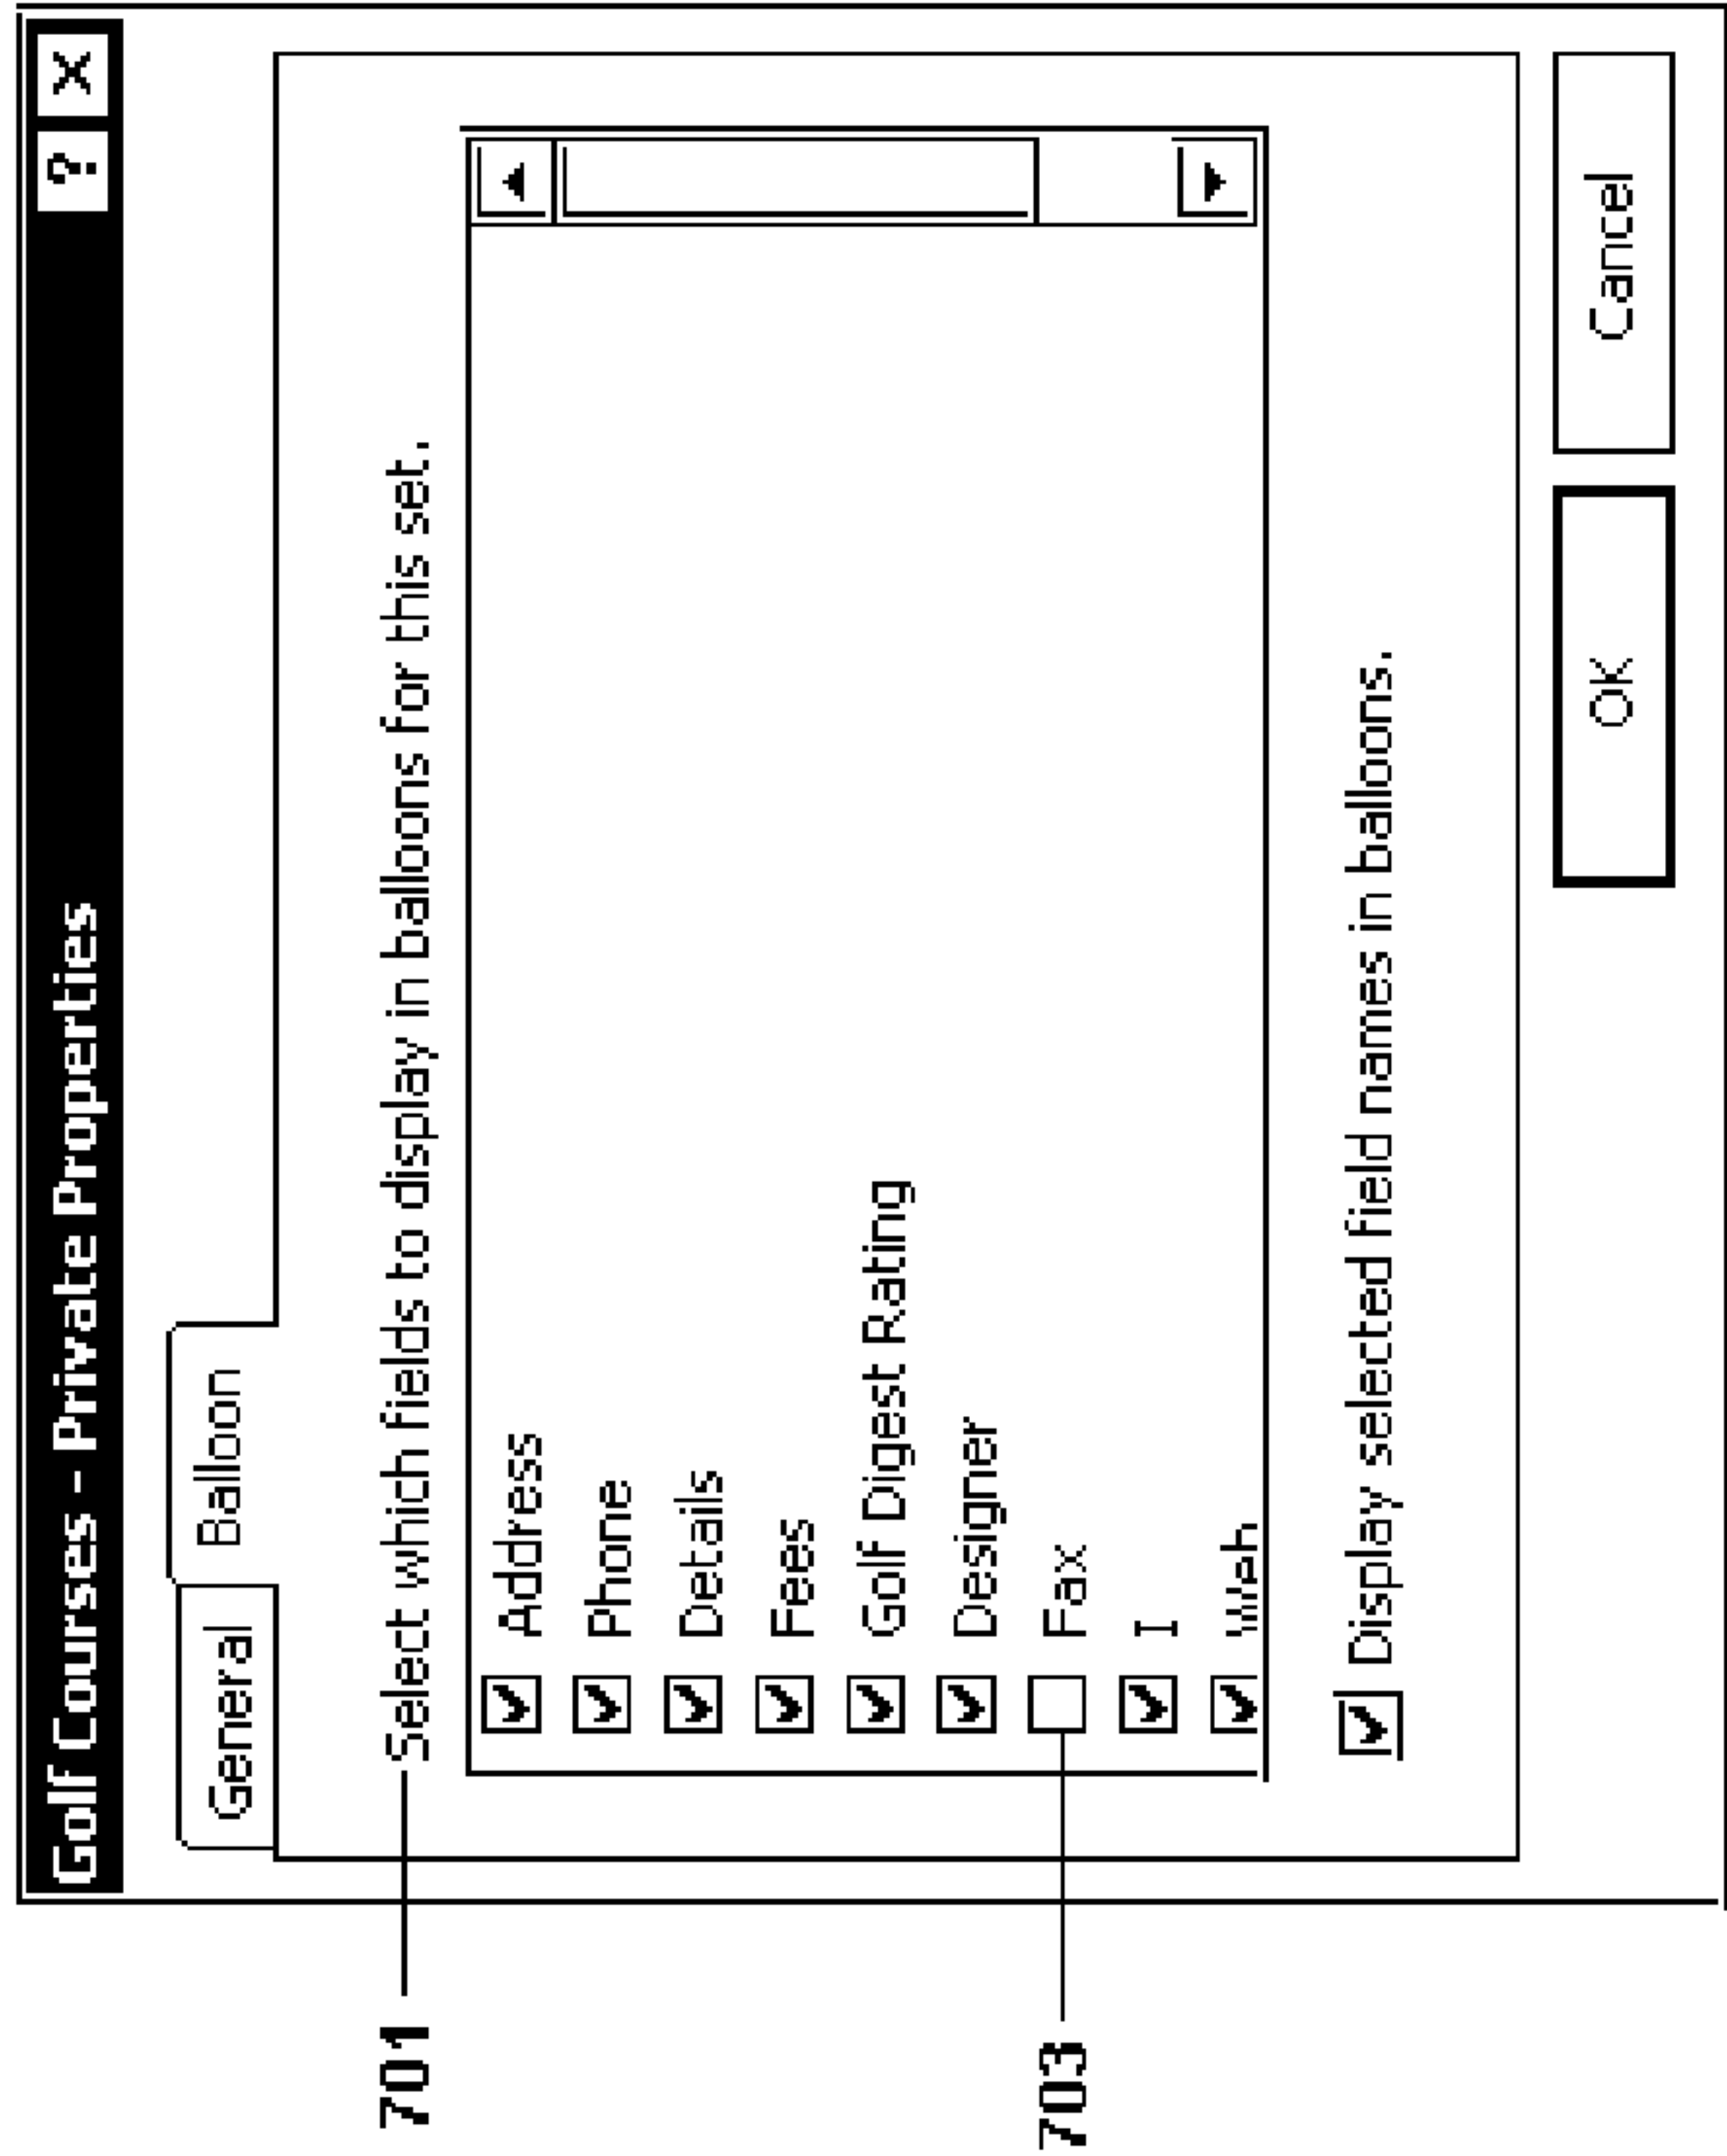 Golf Courses - Private Properties ? X
General Balloon
701 Select which fields to display in balloons for this set.
Address
Phone
Details
Fees
Golf Digest Rating
Designer
703 Fax
I
Display selected field names in balloons.
OK Cancel